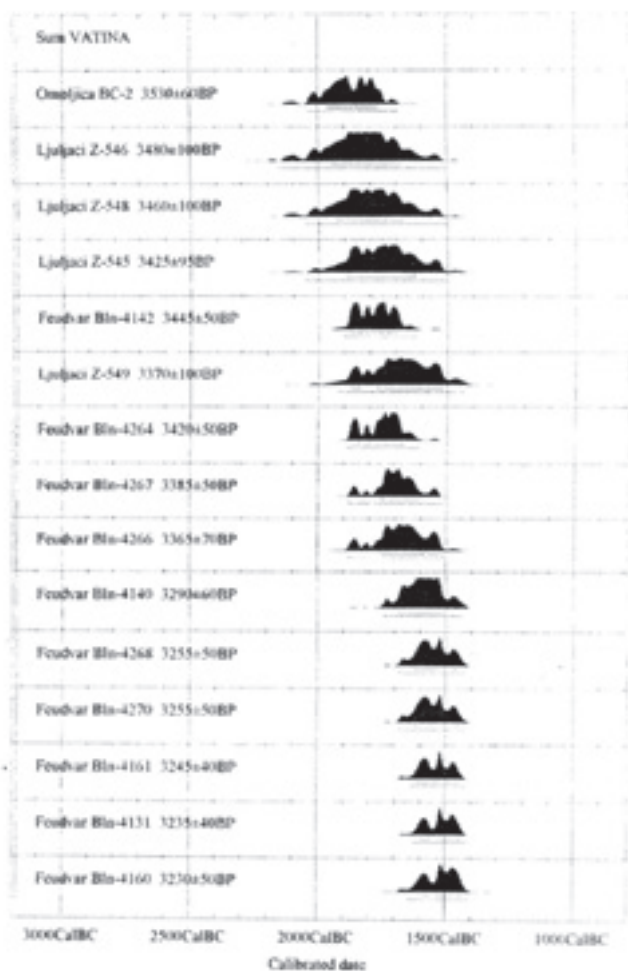 Sum VATINA
Omoljica BC-2 3530±60BP
Ljuljaci Z-546 3480±100BP
Ljuljaci Z-548 3460±100BP
Ljuljaci Z-545 3425±95BP
Feudvar Bln-4142 3445±50BP
Ljuljaci Z-549 3370±100BP
Feudvar Bln-4264 3420±50BP
Feudvar Bln-4267 3385±50BP
Feudvar Bln-4266 3365±70BP
Feudvar Bln-4140 3290±60BP
Feudvar Bln-4268 3255±50BP
Feudvar Bln-4270 3255±50BP
Feudvar Bln-4161 3245±40BP
Feudvar Bln-4131 3235±40BP
Feudvar Bln-4160 3230±50BP
3000CalBC 2500CalBC 2000CalBC 1500CalBC 1000CalBC
Calibrated date